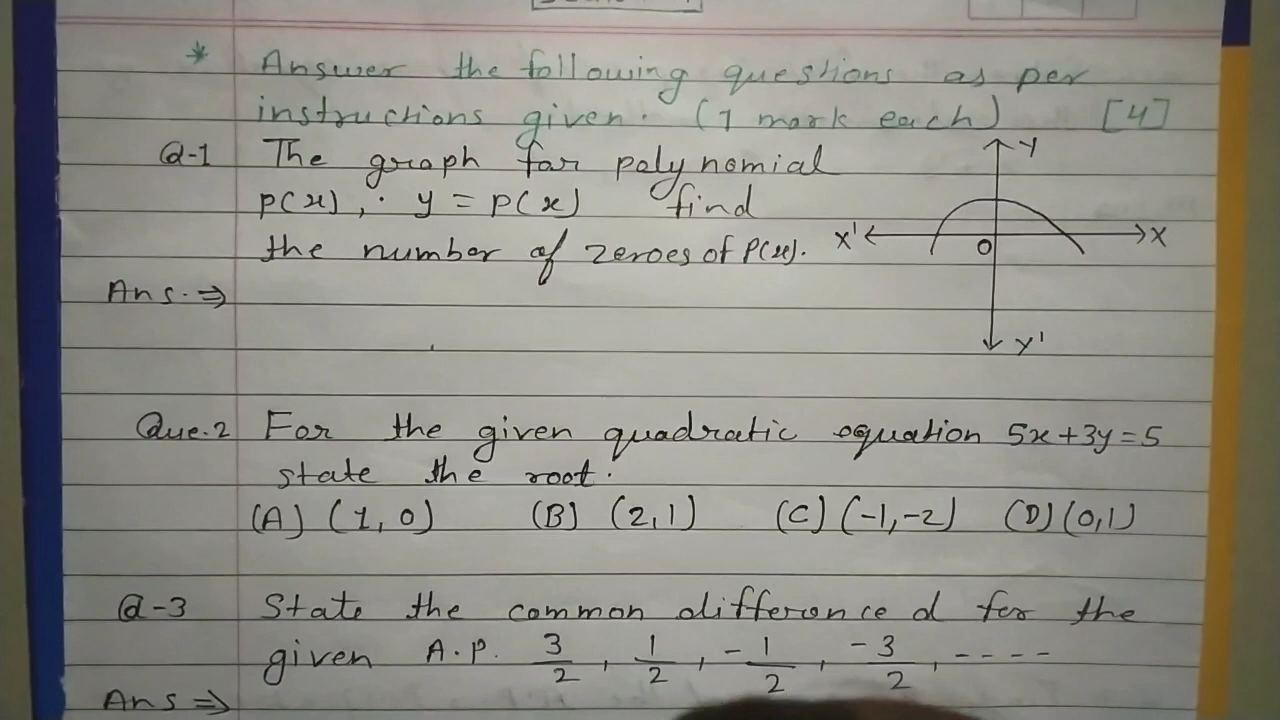 * Answer the following questions as per
instructions given. (1 mark each) [4]
Q-1 The graph for polynomial
p(x), . y = p(x) find
the number of zeroes of P(x).
Y
X' X
O
Y'
Ans. ⇒
Que.2 For the given quadratic equation 5x+3y=5
state the root.
(A) (1, 0) (B) (2,1) (C) (-1,-2) (D) (0,1)
Q-3 State the common difference d for the
given A.P. 3/2, 1/2, -1/2, -3/2, ----
Ans ⇒